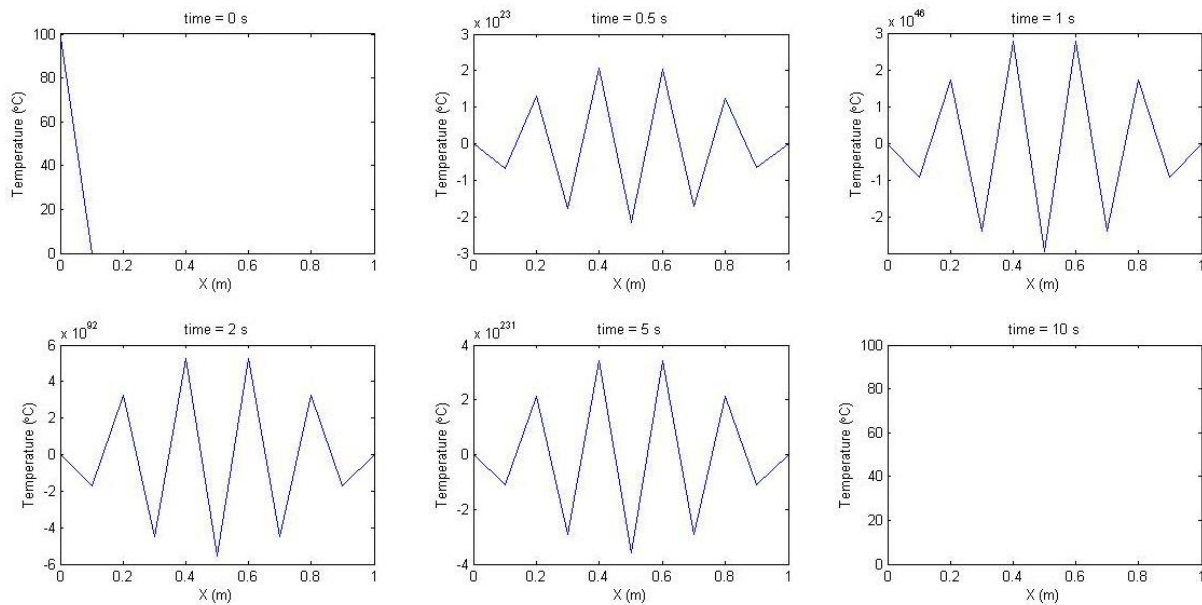 time = 0 s
100
80
60
40
20
0
Temperature (°C)
0 0.2 0.4 0.6 0.8 1
X (m)
time = 0.5 s
x 10^23
3
2
1
0
-1
-2
-3
Temperature (°C)
0 0.2 0.4 0.6 0.8 1
X (m)
time = 1 s
x 10^46
3
2
1
0
-1
-2
Temperature (°C)
0 0.2 0.4 0.6 0.8 1
X (m)
time = 2 s
x 10^92
6
4
2
0
-2
-4
-6
Temperature (°C)
0 0.2 0.4 0.6 0.8 1
X (m)
time = 5 s
x 10^231
4
2
0
-2
-4
Temperature (°C)
0 0.2 0.4 0.6 0.8 1
X (m)
time = 10 s
100
80
60
40
20
0
Temperature (°C)
0 0.2 0.4 0.6 0.8 1
X (m)